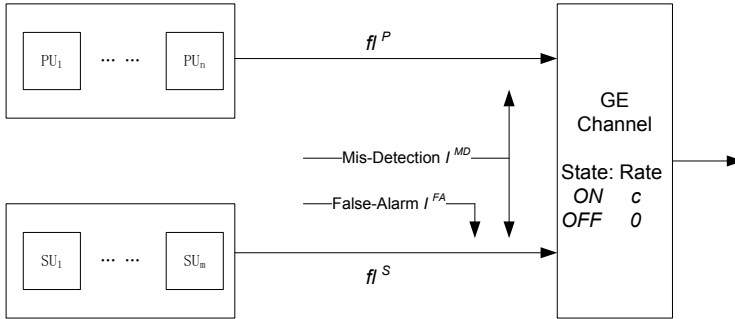 PU1 ... ... PUn
fl P
GE
Channel
State: Rate
ON c
OFF 0
Mis-Detection I MD
False-Alarm I FA
SU1 ... ... SUm
fl S